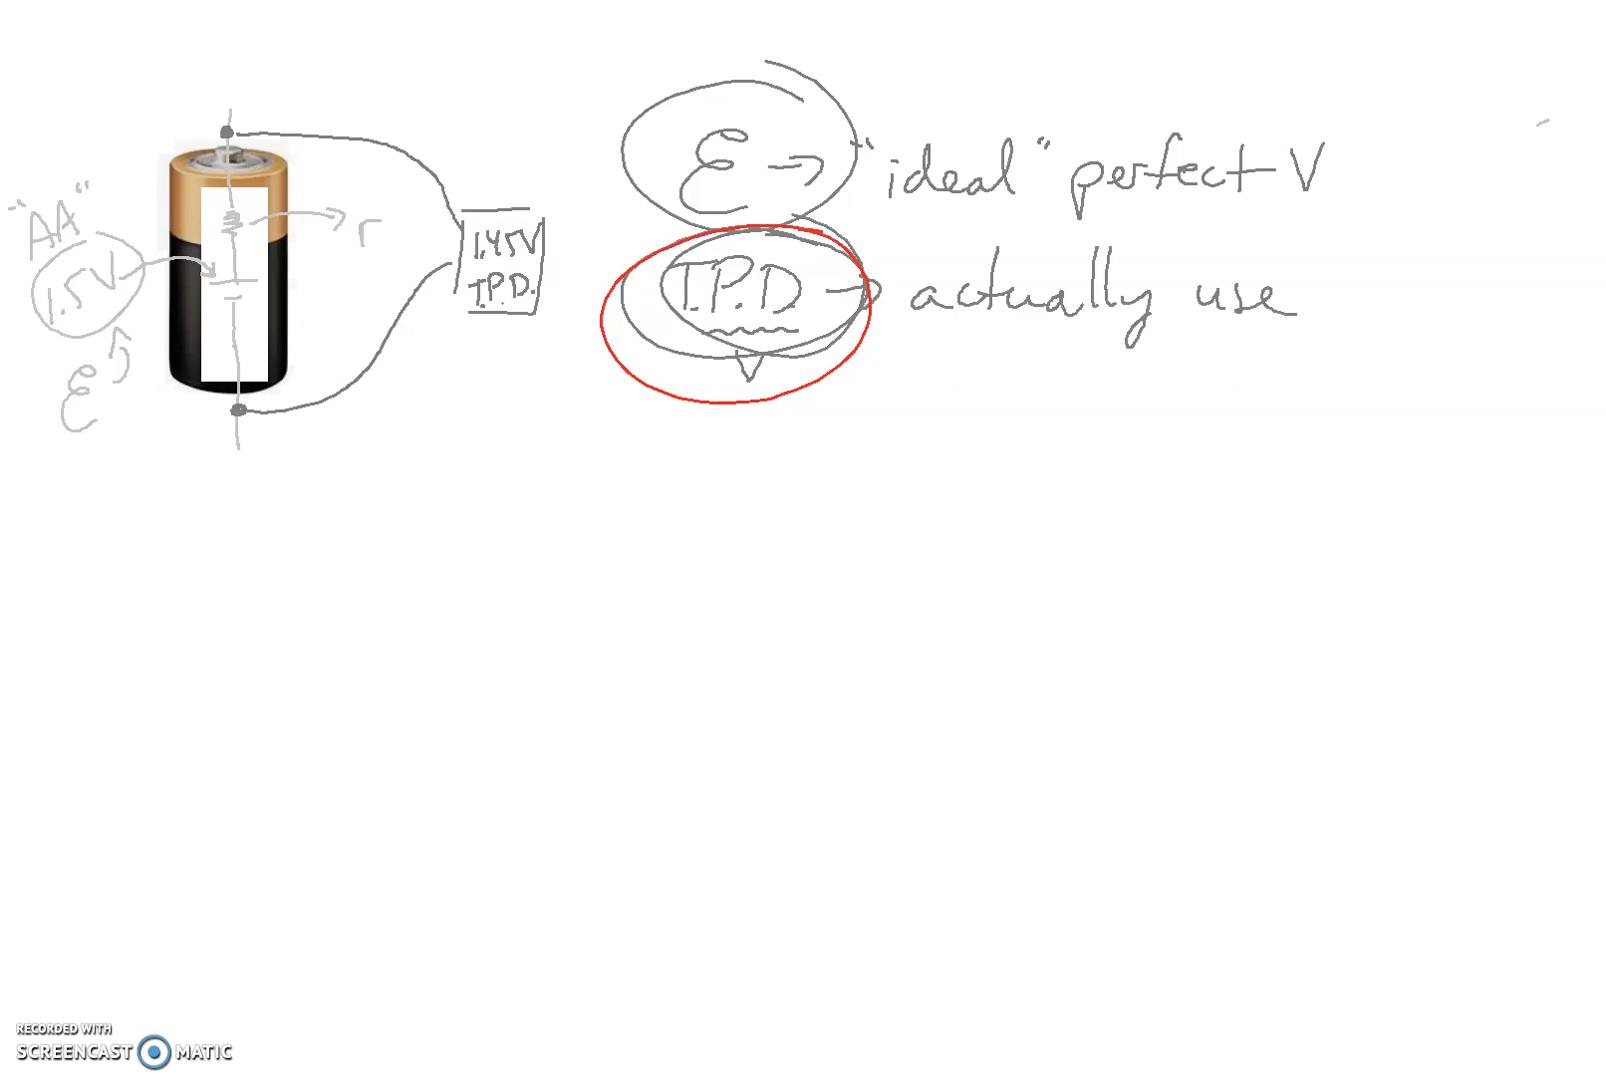 "AA"
1.5V
ℰ
r
1.45V
T.P.D.
ℰ → "ideal" perfect V
T.P.D → actually use
V
RECORDED WITH
SCREENCAST MATIC